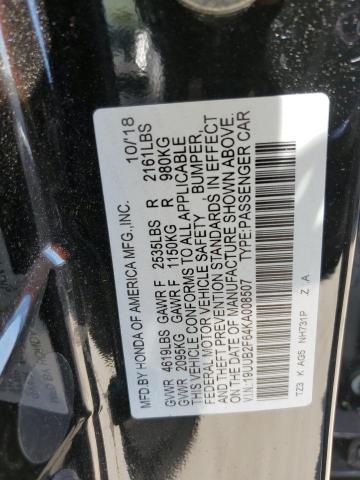 MFD.BY HONDA OF AMERICA MFG.,INC. 10/'18
GVWR 4619LBS GAWR F 2535LBS R 2161LBS
GVWR 2095KG GAWR F 1150KG R 980KG
THIS VEHICLE CONFORMS TO ALL APPLICABLE
FEDERAL MOTOR VEHICLE SAFETY, BUMPER,
AND THEFT PREVENTION STANDARDS IN EFFECT
ON THE DATE OF MANUFACTURE SHOWN ABOVE.
V.I.N.:19UUB2F64KA008507 TYPE:PASSENGER CAR
TZ3 K AG5 NH731P Z A